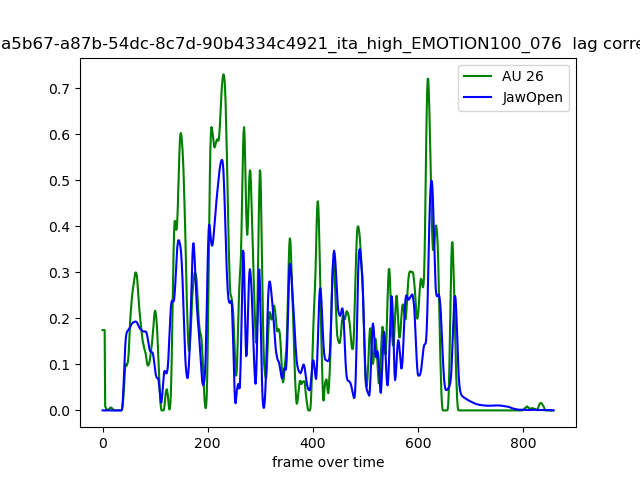 a5b67-a87b-54dc-8c7d-90b4334c4921_ita_high_EMOTION100_076 lag corre
AU 26
JawOpen
0.7
0.6
0.5
0.4
0.3
0.2
0.1
0.0
0 200 400 600 800
frame over time